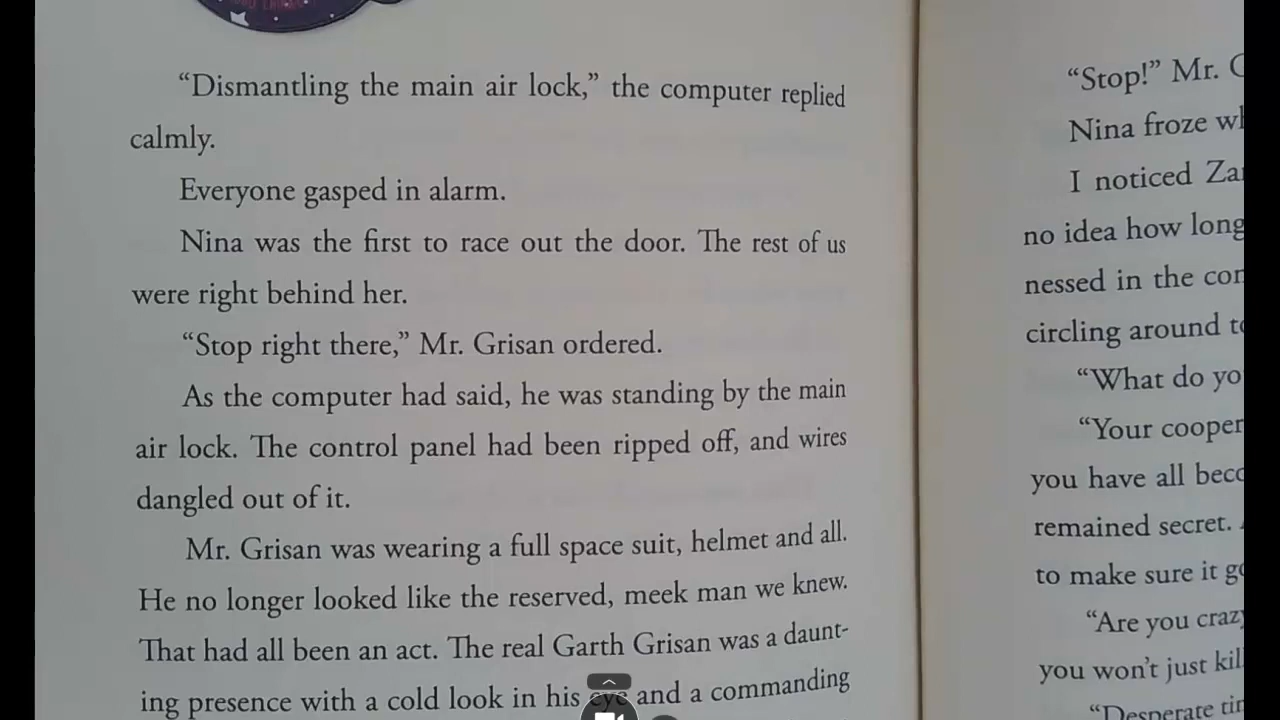 “Dismantling the main air lock,” the computer replied
calmly.
Everyone gasped in alarm.
Nina was the first to race out the door. The rest of us
were right behind her.
“Stop right there,” Mr. Grisan ordered.
As the computer had said, he was standing by the main
air lock. The control panel had been ripped off, and wires
dangled out of it.
Mr. Grisan was wearing a full space suit, helmet and all.
He no longer looked like the reserved, meek man we knew.
That had all been an act. The real Garth Grisan was a daunt-
ing presence with a cold look in his eye and a commanding
“Stop!” Mr.
Nina froze
I noticed
no idea how long
nessed in the
circling around
“What do
“Your
you have all
remained secret.
to make sure it
“Are you
you won’t just
“Desperate